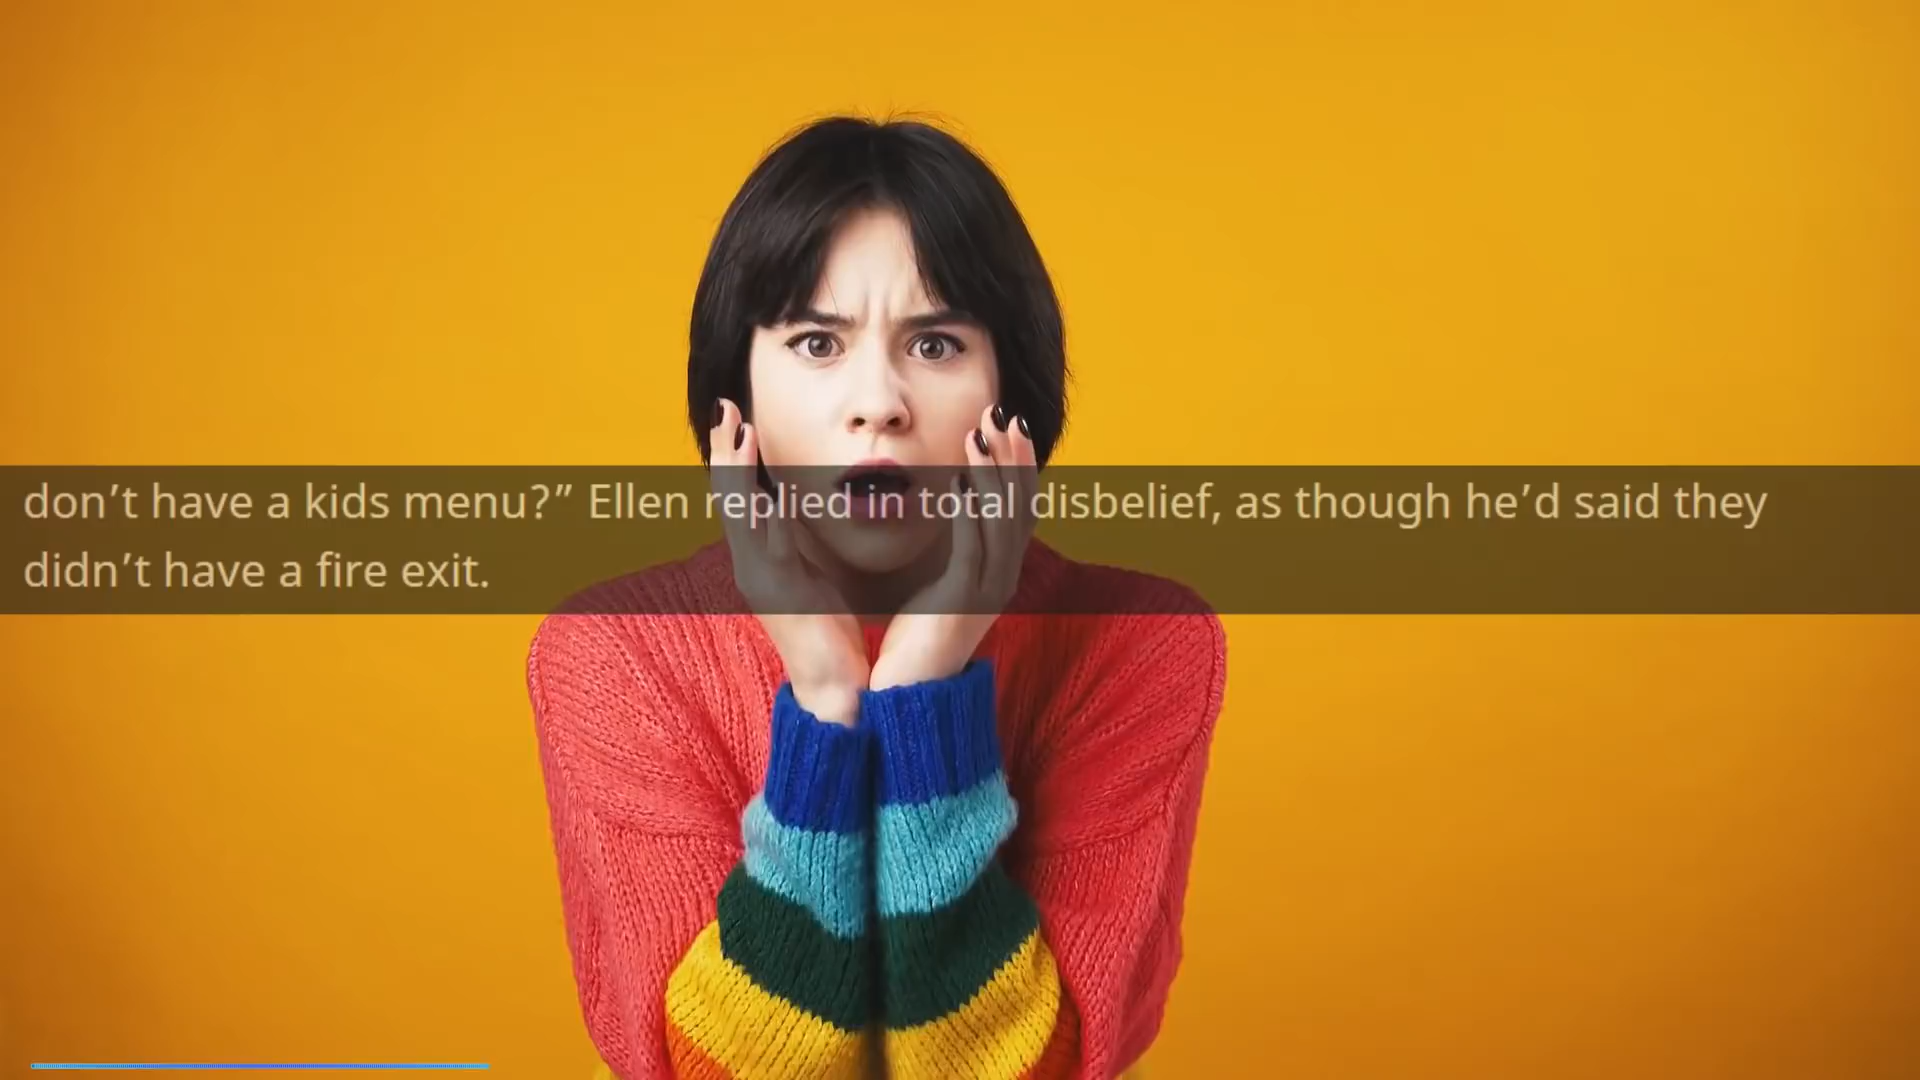 don’t have a kids menu?” Ellen replied in total disbelief, as though he’d said they
didn’t have a fire exit.